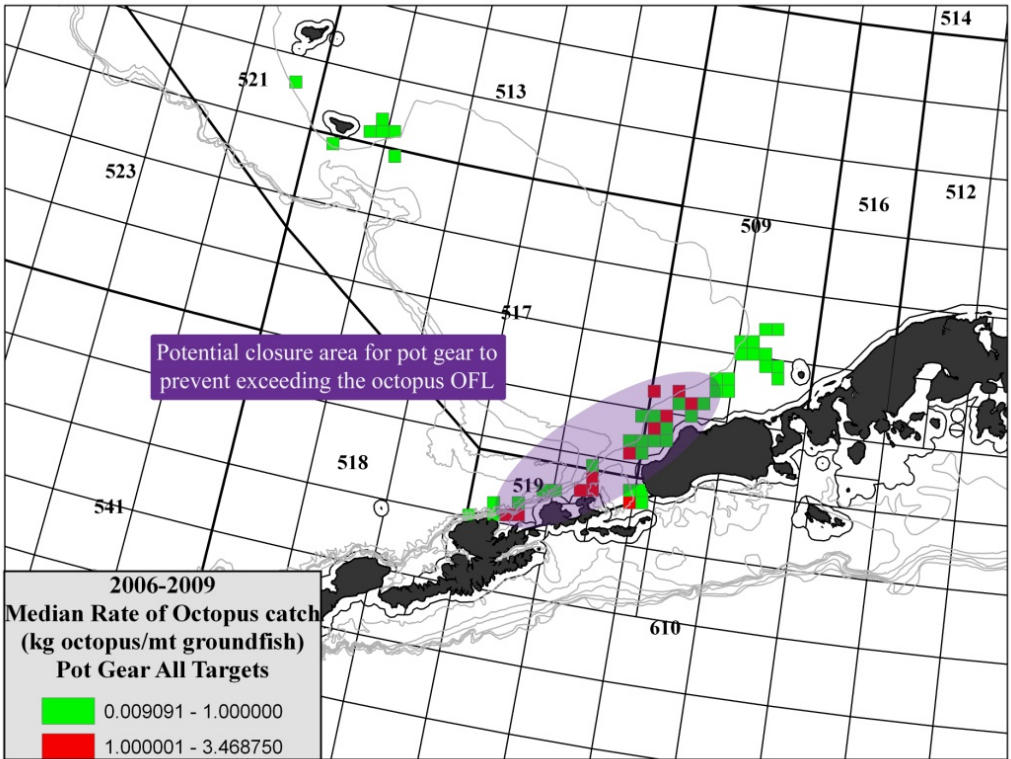 514
521
513
523
516
512
509
517
Potential closure area for pot gear to
prevent exceeding the octopus OFL
518
519
541
610
2006-2009
Median Rate of Octopus catch
(kg octopus/mt groundfish)
Pot Gear All Targets
0.009091 - 1.000000
1.000001 - 3.468750